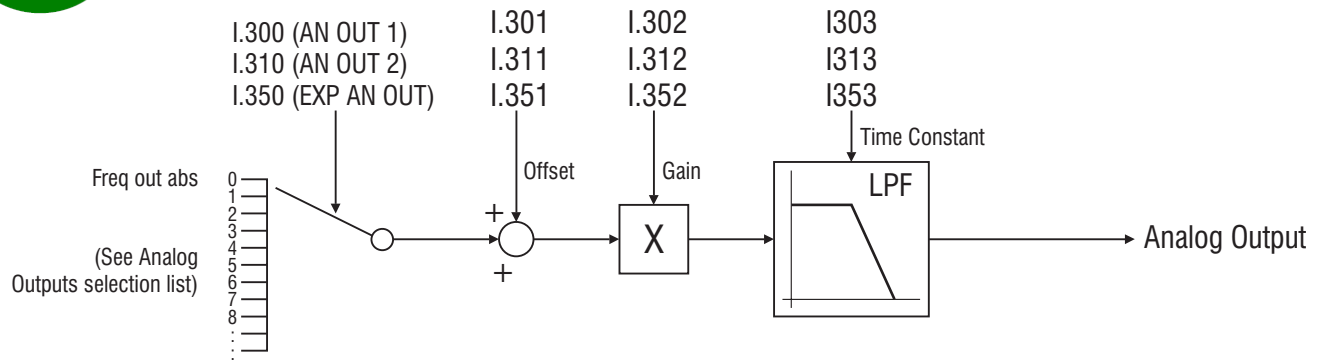 I.300 (AN OUT 1)
I.310 (AN OUT 2)
I.350 (EXP AN OUT)
I.301
I.311
I.351
I.302
I.312
I.352
I303
I313
I353
Time Constant
Offset
Gain
LPF
Freq out abs
(See Analog
Outputs selection list)
0
1
2
3
4
5
6
7
8
.
.
.
+
+
X
Analog Output